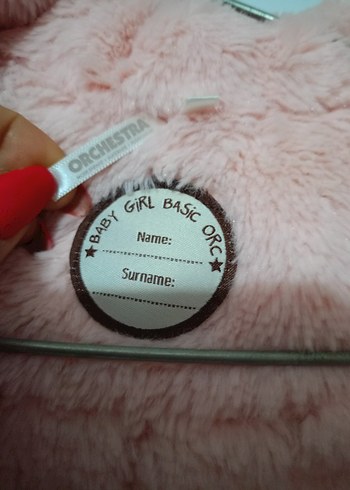 ORCHESTRA
BABY GiRL BASiC ORC
Name:
Surname: